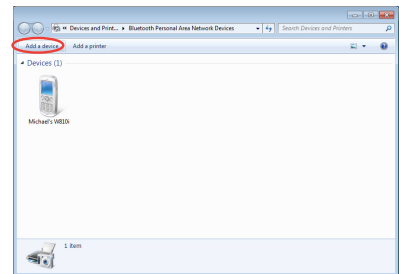 « Devices and Print... ▸ Bluetooth Personal Area Network Devices Search Devices and Printers
Add a device Add a printer
Devices (1)
Michael's W810i
1 item